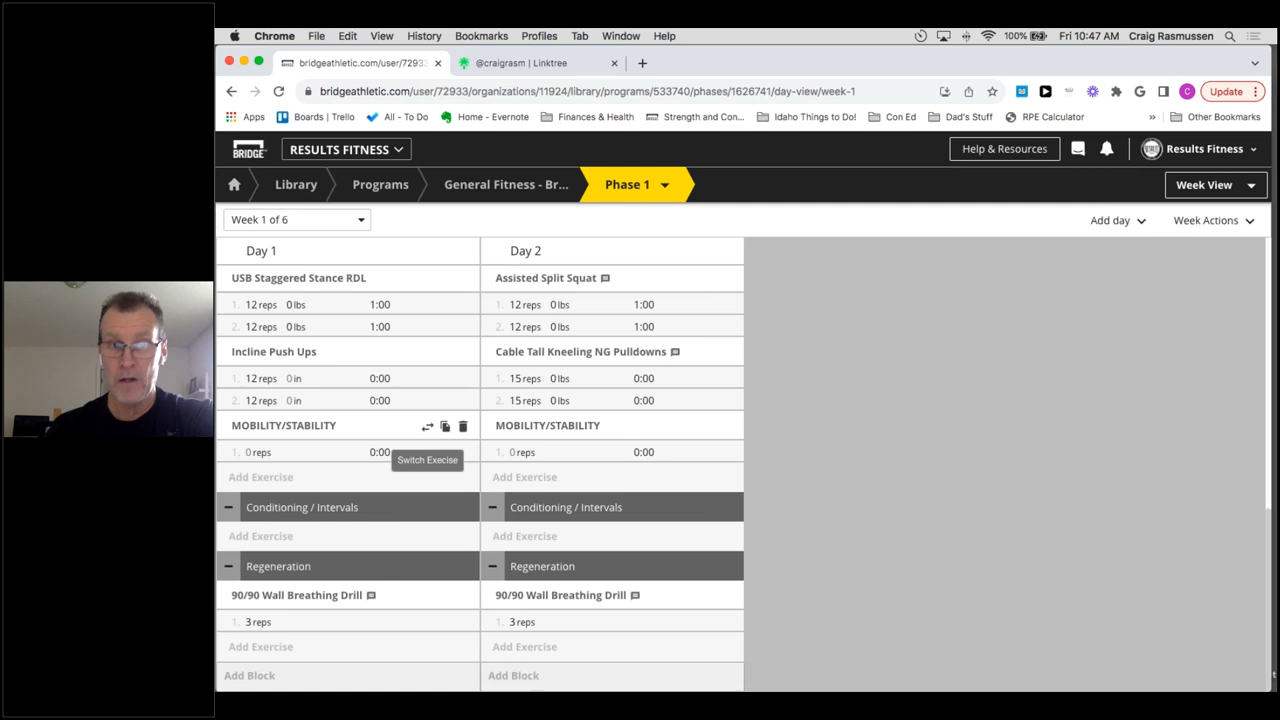 Chrome File Edit View History Bookmarks Profiles Tab Window Help 100% Fri 10:47 AM Craig Rasmussen
bridgeathletic.com/user/7293 @craigrasm | Linktree
bridgeathletic.com/user/72933/organizations/11924/library/programs/533740/phases/1626741/day-view/week-1 C Update
Apps Boards | Trello All - To Do Home - Evernote Finances & Health Strength and Con... Idaho Things to Do! Con Ed Dad's Stuff RPE Calculator » Other Bookmarks
BRIDGE RESULTS FITNESS Help & Resources Results Fitness
Library Programs General Fitness - Br... Phase 1 Week View
Week 1 of 6 Add day Week Actions
Day 1 Day 2
USB Staggered Stance RDL Assisted Split Squat
1. 12 reps 0 lbs 1:00 1. 12 reps 0 lbs 1:00
2. 12 reps 0 lbs 1:00 2. 12 reps 0 lbs 1:00
Incline Push Ups Cable Tall Kneeling NG Pulldowns
1. 12 reps 0 in 0:00 1. 15 reps 0 lbs 0:00
2. 12 reps 0 in 0:00 2. 15 reps 0 lbs 0:00
MOBILITY/STABILITY MOBILITY/STABILITY
1. 0 reps 0:00 1. 0 reps 0:00
Switch Execise
Add Exercise Add Exercise
Conditioning / Intervals Conditioning / Intervals
Add Exercise Add Exercise
Regeneration Regeneration
90/90 Wall Breathing Drill 90/90 Wall Breathing Drill
1. 3 reps 1. 3 reps
Add Exercise Add Exercise
Add Block Add Block